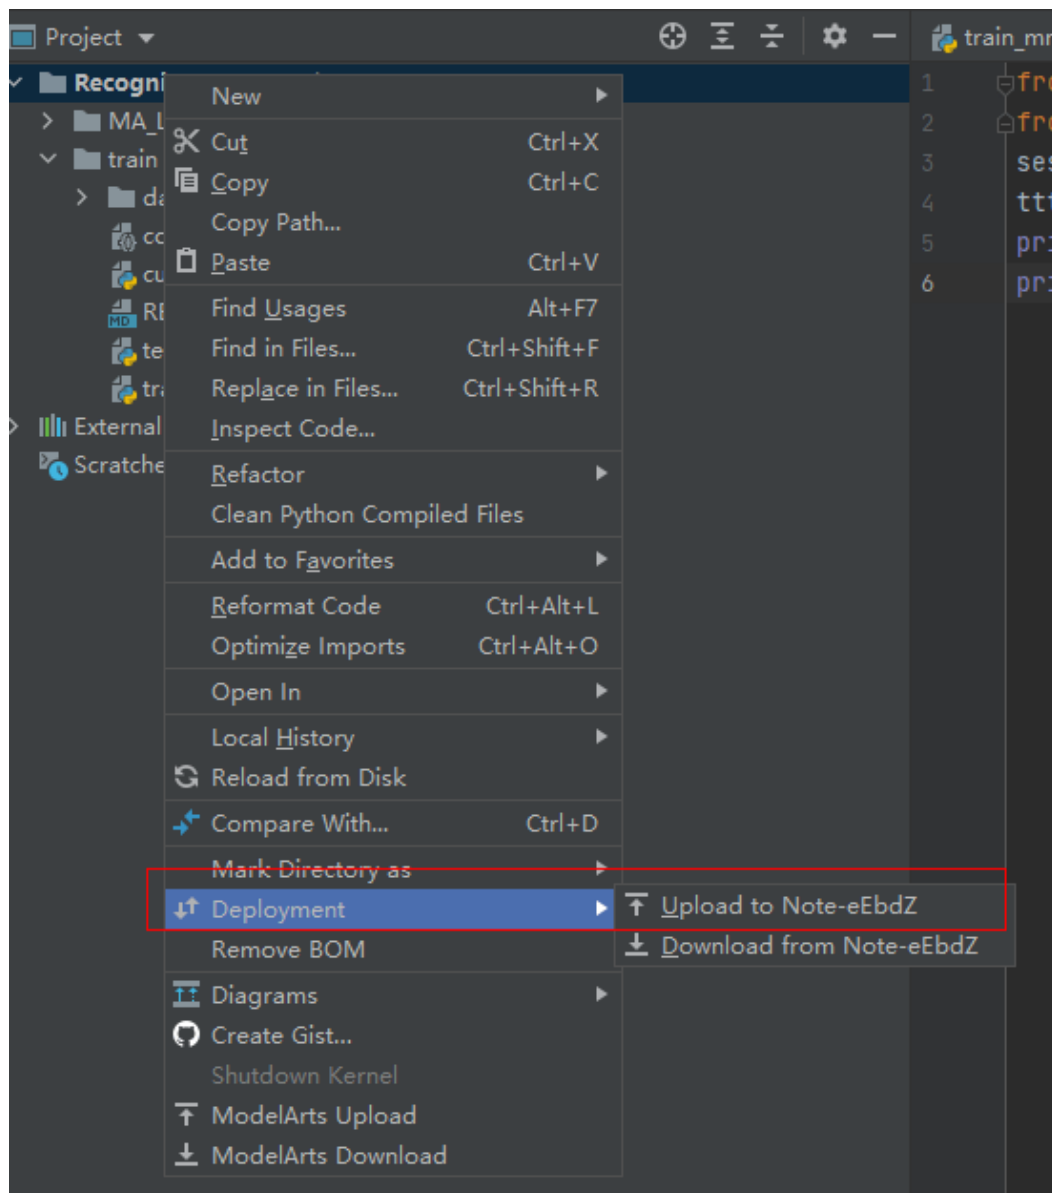 Project
train_mr
Recogni
MA_L
train
da
cc
cu
RE
te
tra
External
Scratche
New
Cut Ctrl+X
Copy Ctrl+C
Copy Path...
Paste Ctrl+V
Find Usages Alt+F7
Find in Files... Ctrl+Shift+F
Replace in Files... Ctrl+Shift+R
Inspect Code...
Refactor
Clean Python Compiled Files
Add to Favorites
Reformat Code Ctrl+Alt+L
Optimize Imports Ctrl+Alt+O
Open In
Local History
Reload from Disk
Compare With... Ctrl+D
Mark Directory as
Deployment
Remove BOM
Diagrams
Create Gist...
Shutdown Kernel
ModelArts Upload
ModelArts Download
Upload to Note-eEbdZ
Download from Note-eEbdZ
1 fro
2 fro
3 ses
4 ttt
5 pri
6 pri
MD